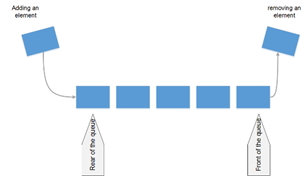 Adding an
element
removing an
element
Rear of the queue
Front of the queue